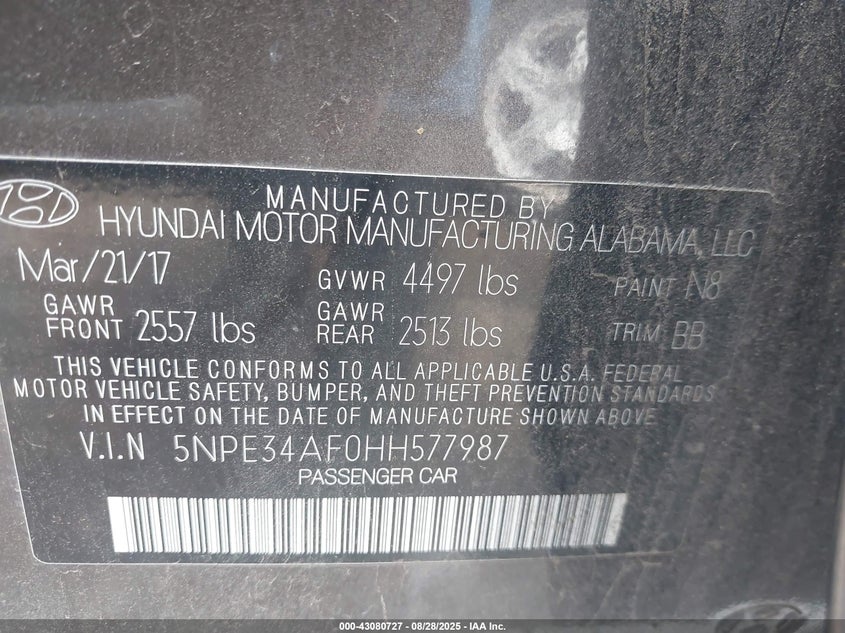 MANUFACTURED BY
HYUNDAI MOTOR MANUFACTURING ALABAMA, LLC
Mar/21/17 GVWR 4497 lbs PAINT N8
GAWR FRONT 2557 lbs GAWR REAR 2513 lbs TRIM BB
THIS VEHICLE CONFORMS TO ALL APPLICABLE U.S.A. FEDERAL
MOTOR VEHICLE SAFETY, BUMPER, AND THEFT PREVENTION STANDARDS
IN EFFECT ON THE DATE OF MANUFACTURE SHOWN ABOVE
V.I.N 5NPE34AF0HH577987
PASSENGER CAR
000-43080727 - 08/28/2025 - IAA Inc.